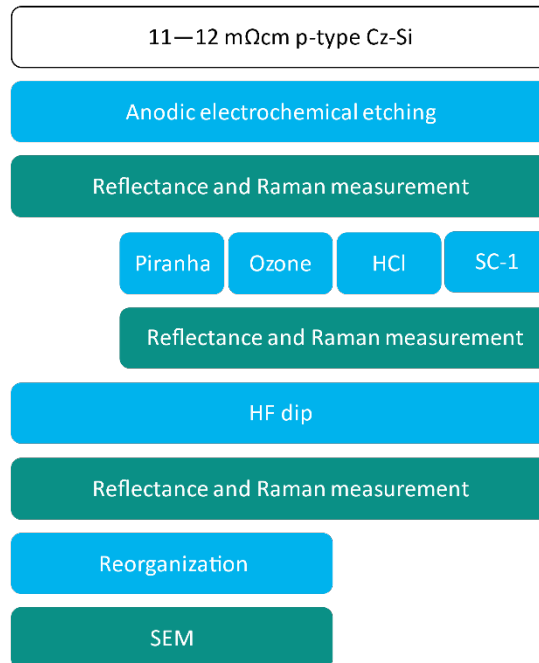 11—12 mΩcm p-type Cz-Si
Anodic electrochemical etching
Reflectance and Raman measurement
Piranha Ozone HCl SC-1
Reflectance and Raman measurement
HF dip
Reflectance and Raman measurement
Reorganization
SEM